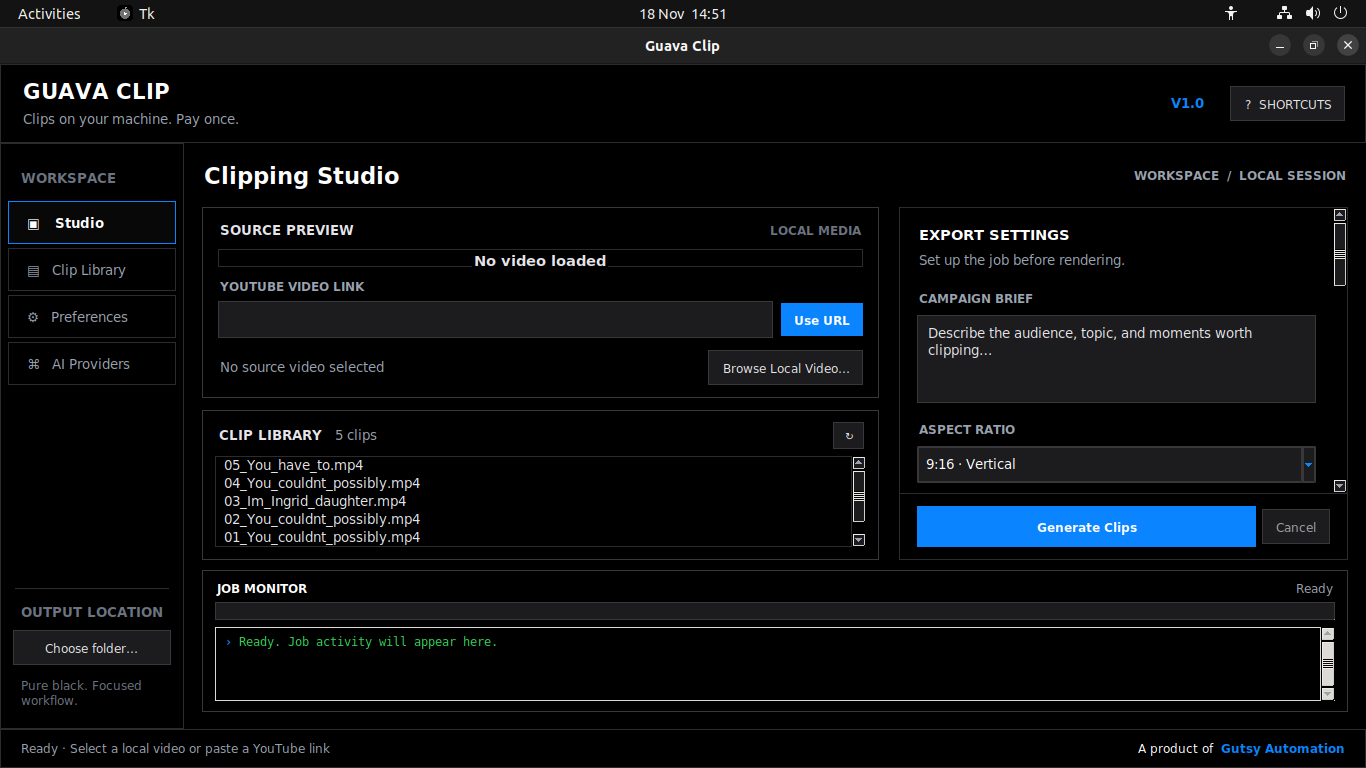 Activities
Tk
18 Nov 14:51
Guava Clip
GUAVA CLIP
Clips on your machine. Pay once.
V1.0
? SHORTCUTS
WORKSPACE
Studio
Clip Library
Preferences
AI Providers
OUTPUT LOCATION
Choose folder...
Pure black. Focused
workflow.
Clipping Studio
WORKSPACE / LOCAL SESSION
SOURCE PREVIEW
LOCAL MEDIA
No video loaded
YOUTUBE VIDEO LINK
Use URL
No source video selected
Browse Local Video...
CLIP LIBRARY
5 clips
05_You_have_to.mp4
04_You_couldnt_possibly.mp4
03_Im_Ingrid_daughter.mp4
02_You_couldnt_possibly.mp4
01_You_couldnt_possibly.mp4
EXPORT SETTINGS
Set up the job before rendering.
CAMPAIGN BRIEF
Describe the audience, topic, and moments worth
clipping...
ASPECT RATIO
9:16 · Vertical
Generate Clips
Cancel
JOB MONITOR
Ready
› Ready. Job activity will appear here.
Ready · Select a local video or paste a YouTube link
A product of Gutsy Automation